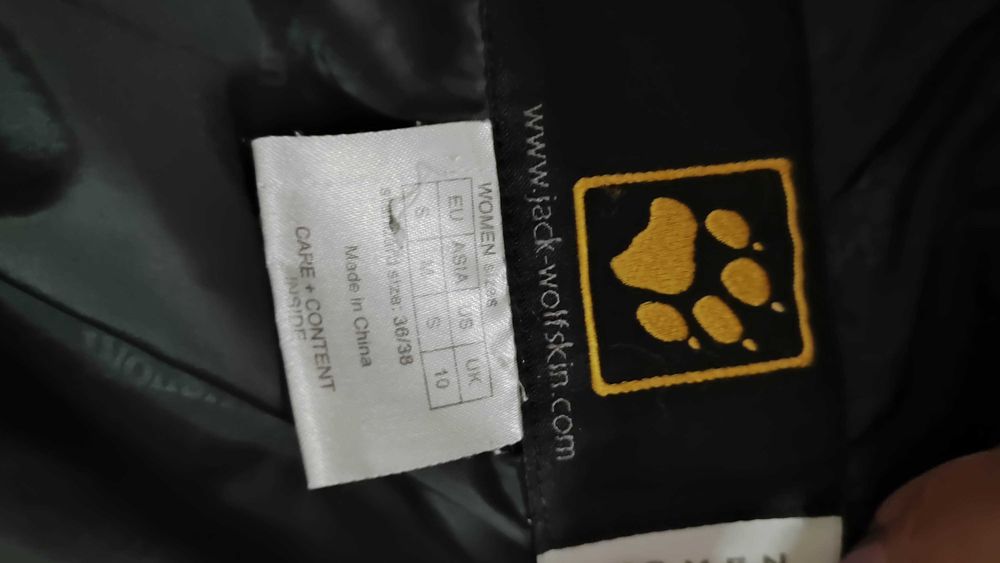 www.jack-wolfskin.com
WOMEN sizes
EU ASIA US UK
S M S 10
size: 36/38
Made in China
CARE + CONTENT
INSIDE